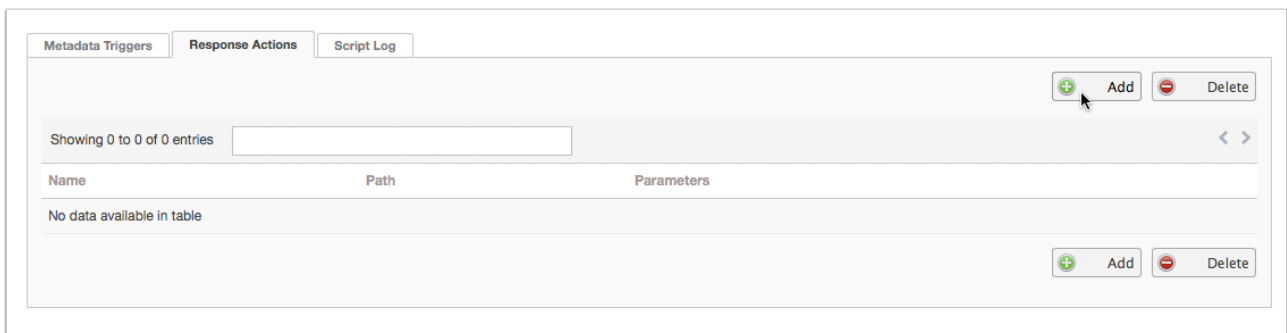 Metadata Triggers Response Actions Script Log
Add Delete
Showing 0 to 0 of 0 entries
Name Path Parameters
No data available in table
Add Delete